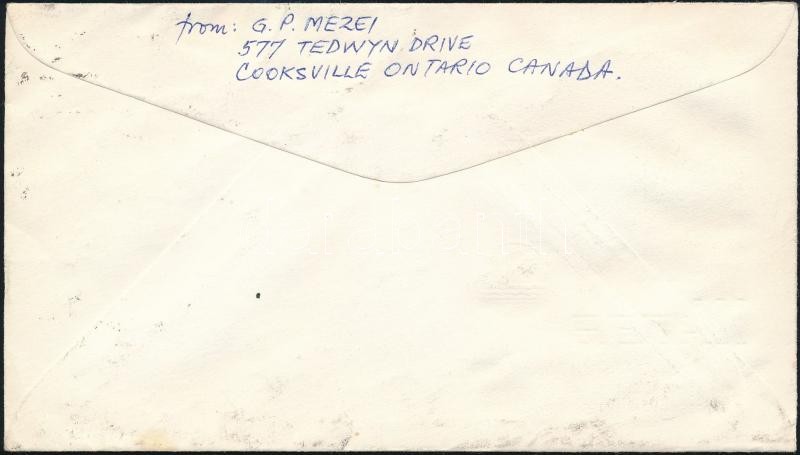 from: G. P. MEZEI
577 TEDWYN DRIVE
COOKSVILLE ONTARIO CANADA.